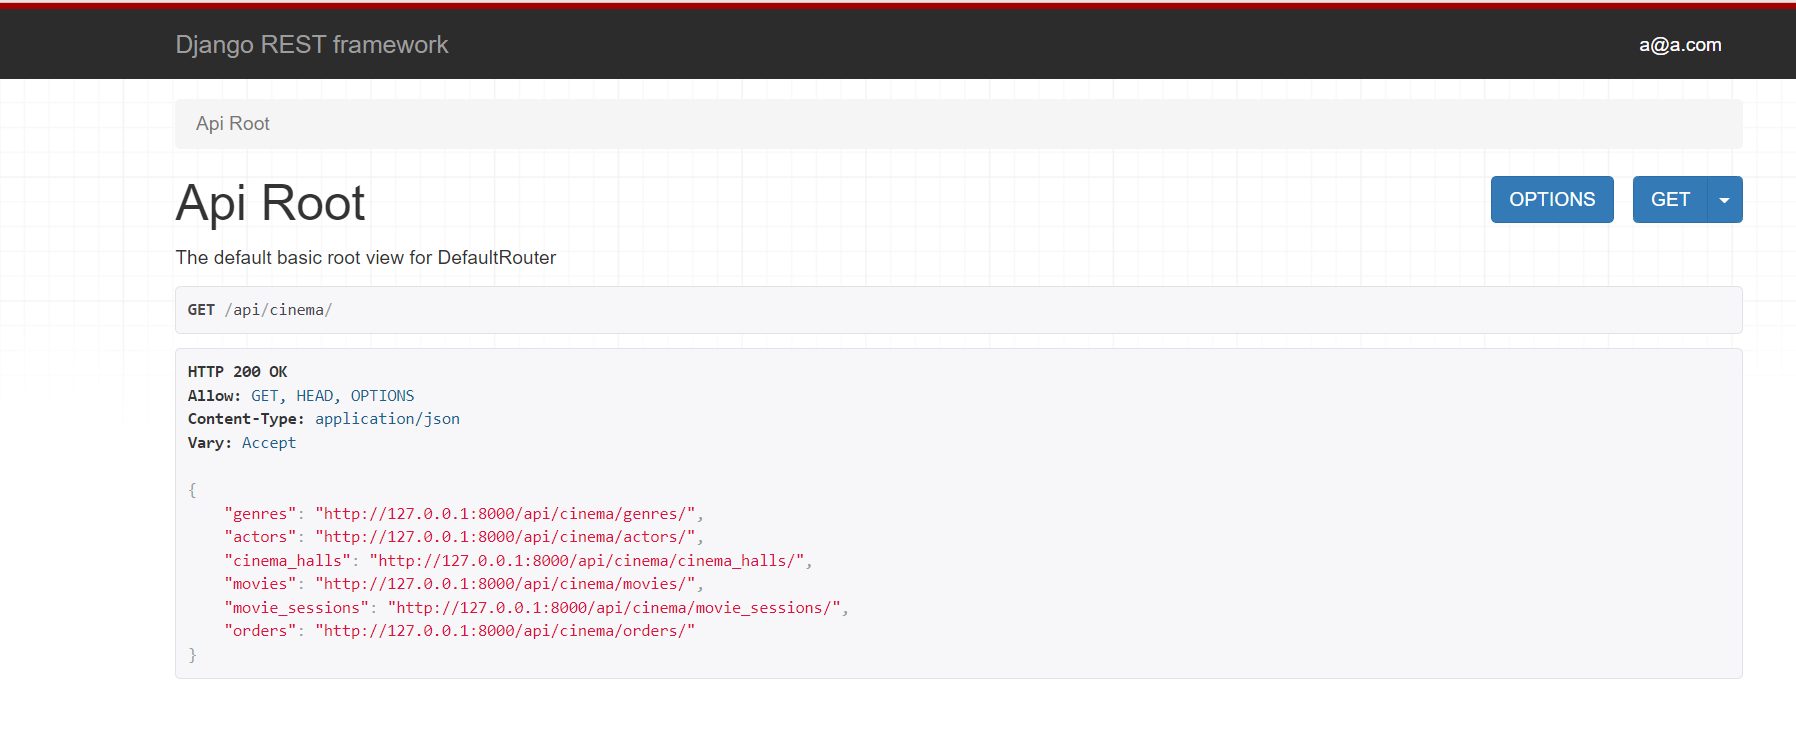 Django REST framework
a@a.com
Api Root
Api Root
OPTIONS
GET
The default basic root view for DefaultRouter
GET /api/cinema/
HTTP 200 OK
Allow: GET, HEAD, OPTIONS
Content-Type: application/json
Vary: Accept
{
    "genres": "http://127.0.0.1:8000/api/cinema/genres/",
    "actors": "http://127.0.0.1:8000/api/cinema/actors/",
    "cinema_halls": "http://127.0.0.1:8000/api/cinema/cinema_halls/",
    "movies": "http://127.0.0.1:8000/api/cinema/movies/",
    "movie_sessions": "http://127.0.0.1:8000/api/cinema/movie_sessions/",
    "orders": "http://127.0.0.1:8000/api/cinema/orders/"
}